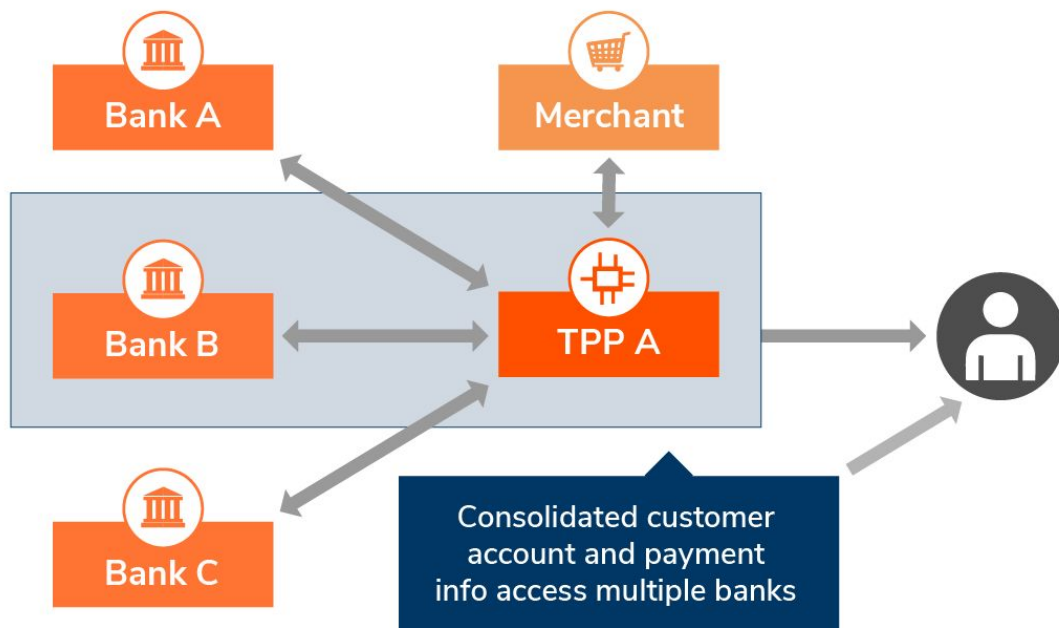 Bank A
Merchant
Bank B
TPP A
Bank C
Consolidated customer
account and payment
info access multiple banks